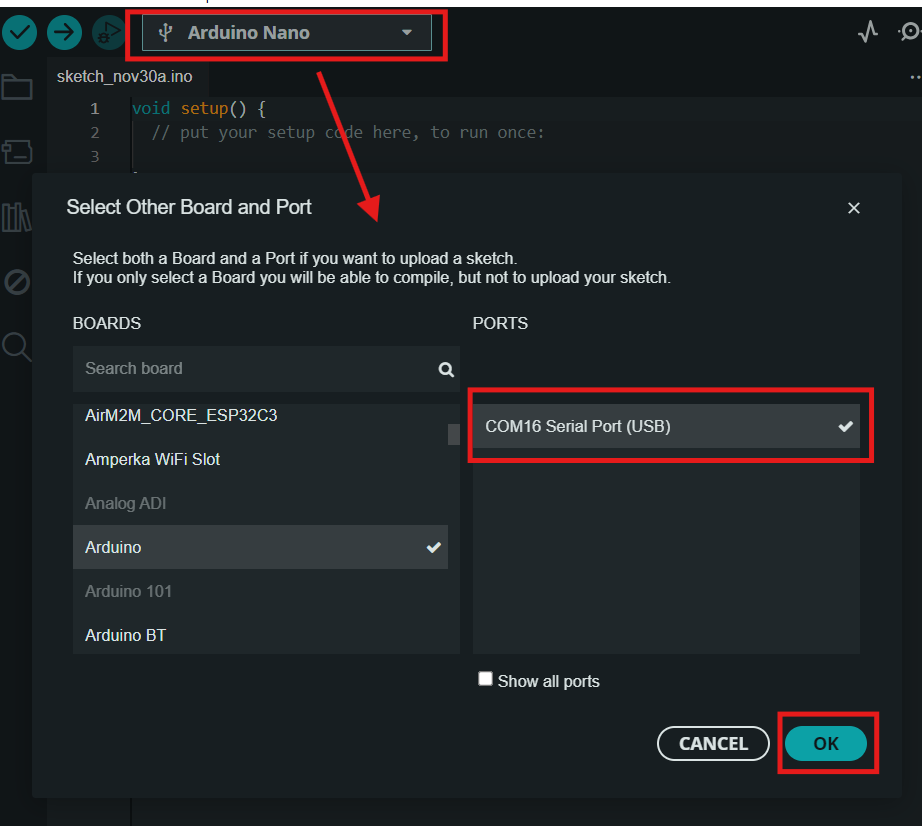 Arduino Nano
sketch_nov30a.ino
1 void setup() {
2 // put your setup code here, to run once:
3
Select Other Board and Port
Select both a Board and a Port if you want to upload a sketch.
If you only select a Board you will be able to compile, but not to upload your sketch.
BOARDS
PORTS
Search board
AirM2M_CORE_ESP32C3
Amperka WiFi Slot
Analog ADI
Arduino
Arduino 101
Arduino BT
COM16 Serial Port (USB)
Show all ports
CANCEL
OK